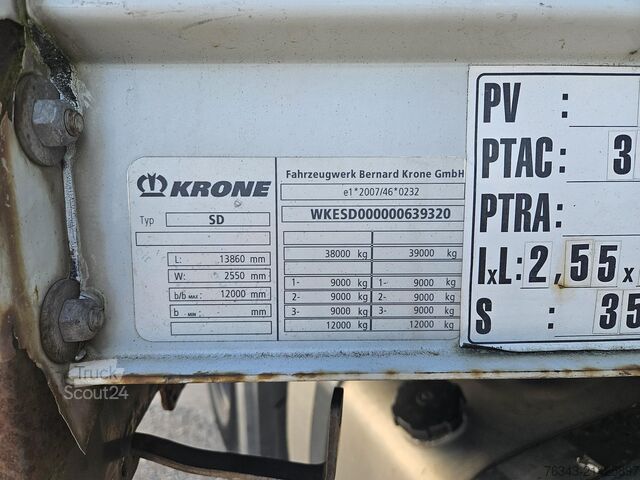 KRONE
Fahrzeugwerk Bernard Krone GmbH
e1*2007/46*0232
Typ SD
WKESD000000639320
L: 13860 mm
W: 2550 mm
b/b MAX: 12000 mm
b - MIN: mm
38000 kg 39000 kg
1- 9000 kg 1- 9000 kg
2- 9000 kg 2- 9000 kg
3- 9000 kg 3- 9000 kg
12000 kg 12000 kg
PV :
PTAC : 3
PTRA:
IxL: 2,55 x
S : 35
Truck
Scout24